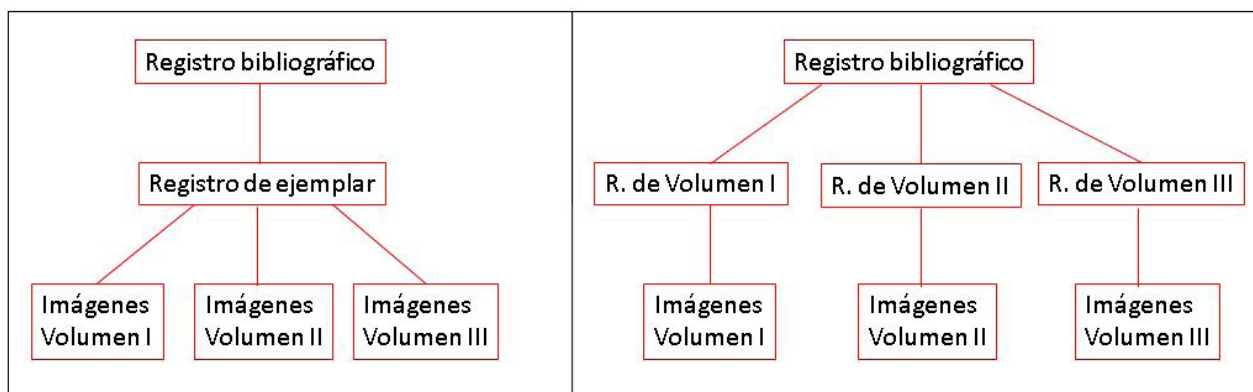 Registro bibliográfico
Registro de ejemplar
Imágenes
Volumen I
Imágenes
Volumen II
Imágenes
Volumen III
Registro bibliográfico
R. de Volumen I
R. de Volumen II
R. de Volumen III
Imágenes
Volumen I
Imágenes
Volumen II
Imágenes
Volumen III